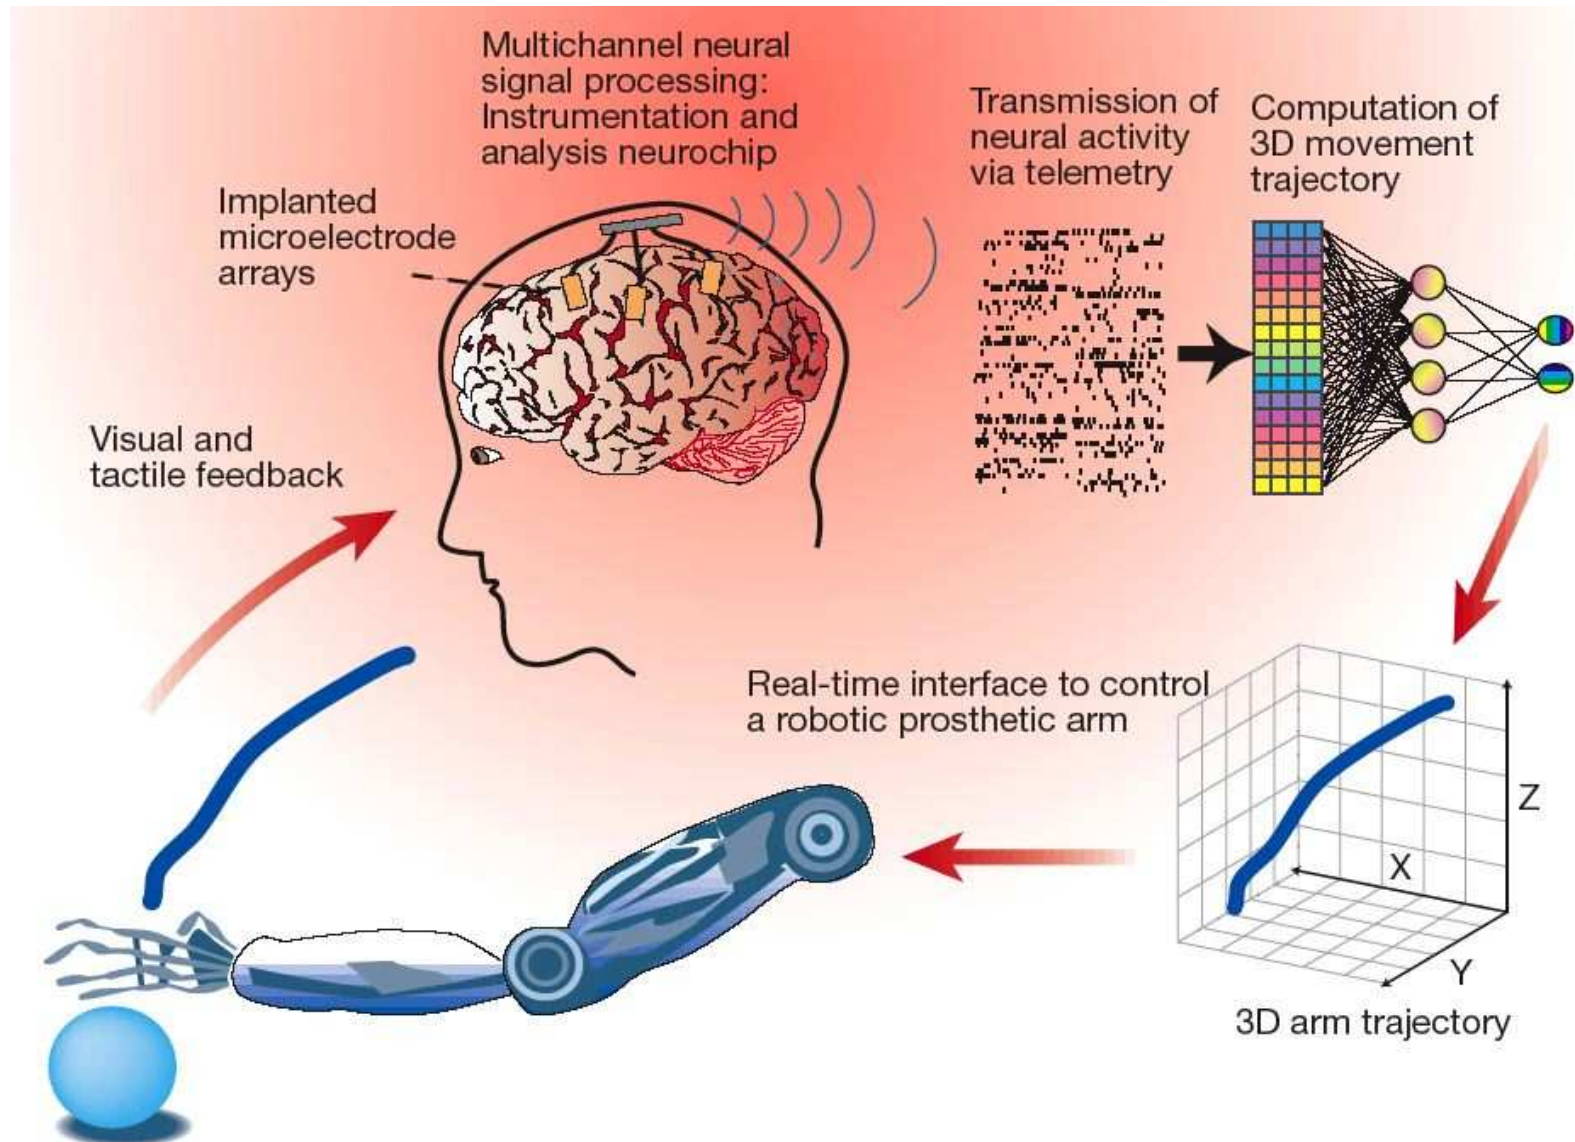 Multichannel neural
signal processing:
Instrumentation and
analysis neurochip
Transmission of
neural activity
via telemetry
Computation of
3D movement
trajectory
Implanted
microelectrode
arrays
Visual and
tactile feedback
Real-time interface to control
a robotic prosthetic arm
Z
X
Y
3D arm trajectory